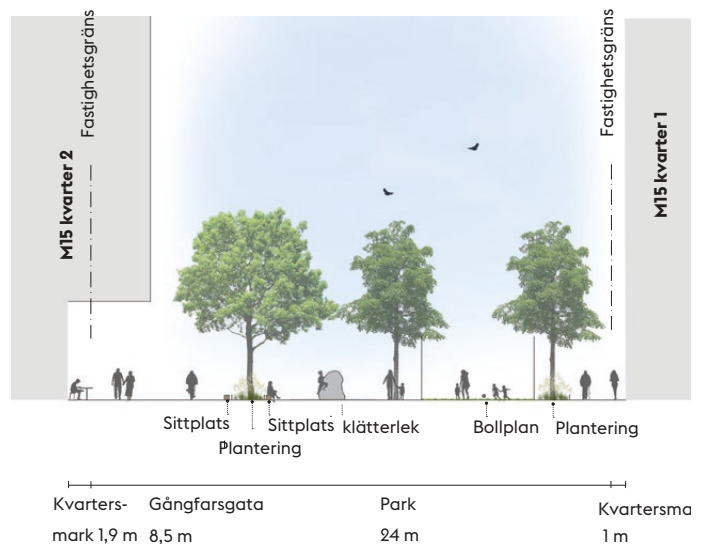 Fastighetsgräns
M15 kvarter 2
Fastighetsgräns
M15 kvarter 1
Sittplats
Plantering
Sittplats
klätterlek
Bollplan
Plantering
Kvarters-
mark 1,9 m
Gångfarsgata
8,5 m
Park
24 m
Kvartersma
1 m